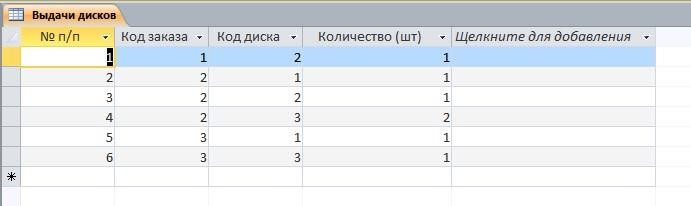 Выдачи дисков
№ п/п Код заказа Код диска Количество (шт) Щелкните для добавления
1 1 2 1
2 2 1 1
3 2 2 1
4 2 3 2
5 3 1 1
6 3 3 1